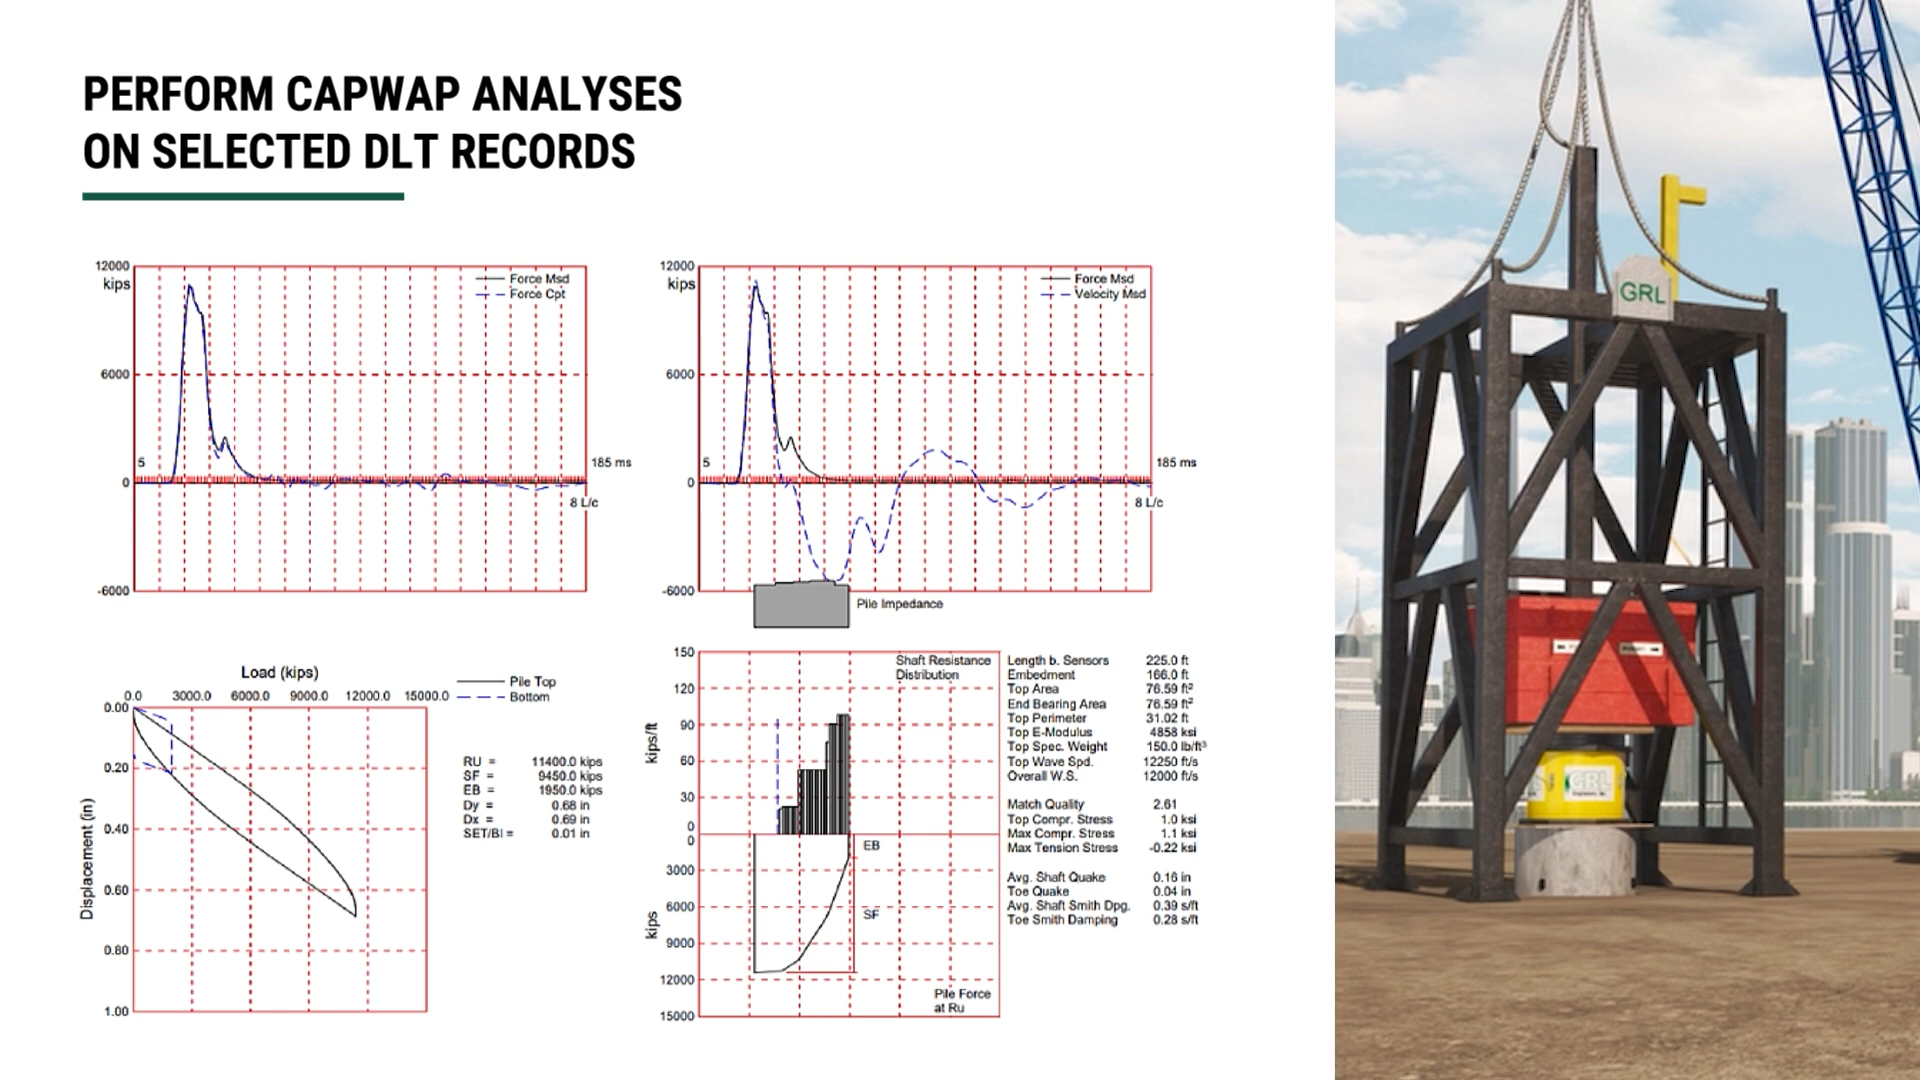 PERFORM CAPWAP ANALYSES
ON SELECTED DLT RECORDS
12000
kips
6000
0
-6000
Force Msd
Force Cpt
5
185 ms
8 L/c
12000
kips
6000
0
-6000
Force Msd
Velocity Msd
5
185 ms
8 L/c
Pile Impedance
Load (kips)
0.0 3000.0 6000.0 9000.0 12000.0 15000.0
Pile Top
Bottom
Displacement (in)
0.00
0.20
0.40
0.60
0.80
1.00
RU = 11400.0 kips
SF = 9450.0 kips
EB = 1950.0 kips
Dy = 0.68 in
Dx = 0.69 in
SET/Bl = 0.01 in
150
120
90
60
30
0
kips/ft
Shaft Resistance
Distribution
0
3000
6000
9000
12000
15000
kips
EB
SF
Pile Force
at Ru
Length b. Sensors 225.0 ft
Embedment 166.0 ft
Top Area 76.59 ft²
End Bearing Area 76.59 ft²
Top Perimeter 31.02 ft
Top E-Modulus 4858 ksi
Top Spec. Weight 150.0 lb/ft³
Top Wave Spd. 12250 ft/s
Overall W.S. 12000 ft/s
Match Quality 2.61
Top Compr. Stress 1.0 ksi
Max Compr. Stress 1.1 ksi
Max Tension Stress -0.22 ksi
Avg. Shaft Quake 0.16 in
Toe Quake 0.04 in
Avg. Shaft Smith Dpg. 0.39 s/ft
Toe Smith Damping 0.28 s/ft
GRL
GRL